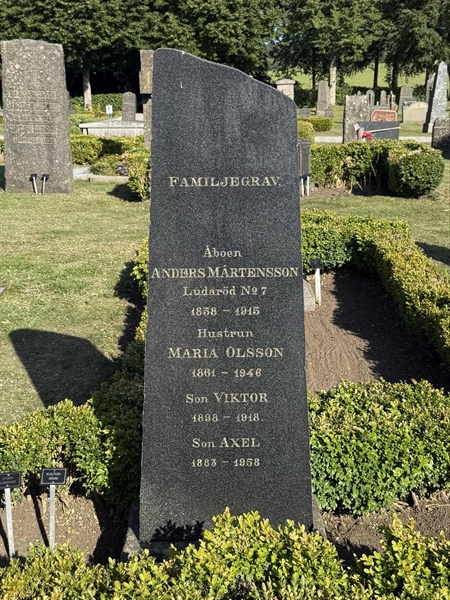 FAMILJEGRAV.
Åboen
ANDERS MÅRTENSSON
Ludaröd No 7
1858 - 1915
Hustrun
MARIA OLSSON
1861 - 1946
Son VIKTOR
1898 - 1918.
Son AXEL
1883 - 1958